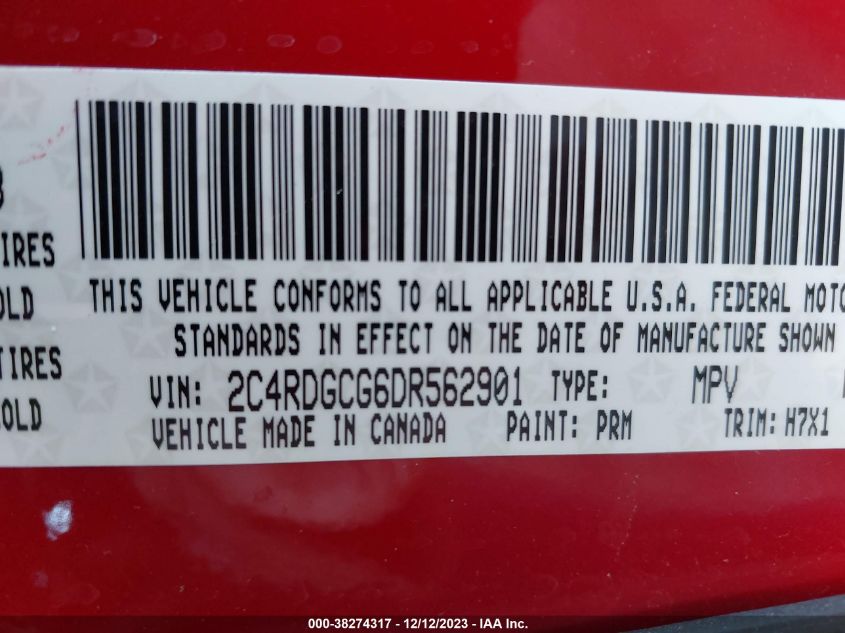 IRES
OLD
THIS VEHICLE CONFORMS TO ALL APPLICABLE U.S.A. FEDERAL MOTO
STANDARDS IN EFFECT ON THE DATE OF MANUFACTURE SHOWN
TIRES
OLD
VIN: 2C4RDGCG6DR562901 TYPE: MPV
VEHICLE MADE IN CANADA PAINT: PRM TRIM: H7X1
000-38274317 - 12/12/2023 - IAA Inc.